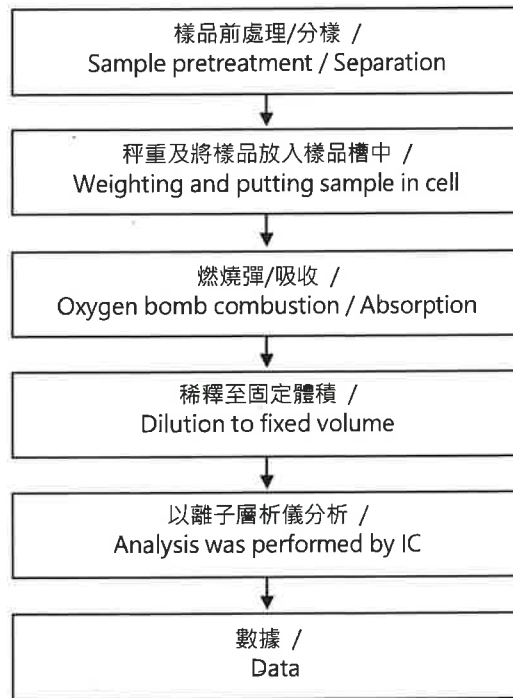 樣品前處理/分樣 /
Sample pretreatment / Separation
秤重及將樣品放入樣品槽中 /
Weighting and putting sample in cell
燃燒彈/吸收 /
Oxygen bomb combustion / Absorption
稀釋至固定體積 /
Dilution to fixed volume
以離子層析儀分析 /
Analysis was performed by IC
數據 /
Data